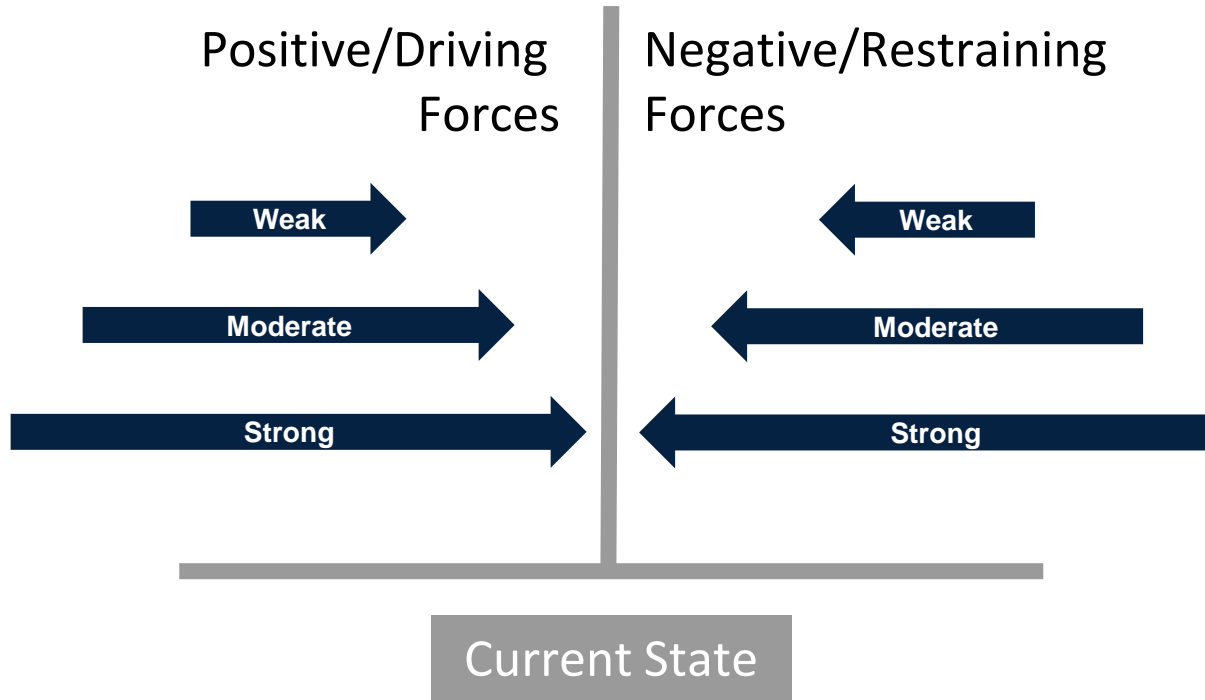 Positive/Driving
Forces
Negative/Restraining
Forces
Weak
Weak
Moderate
Moderate
Strong
Strong
Current State